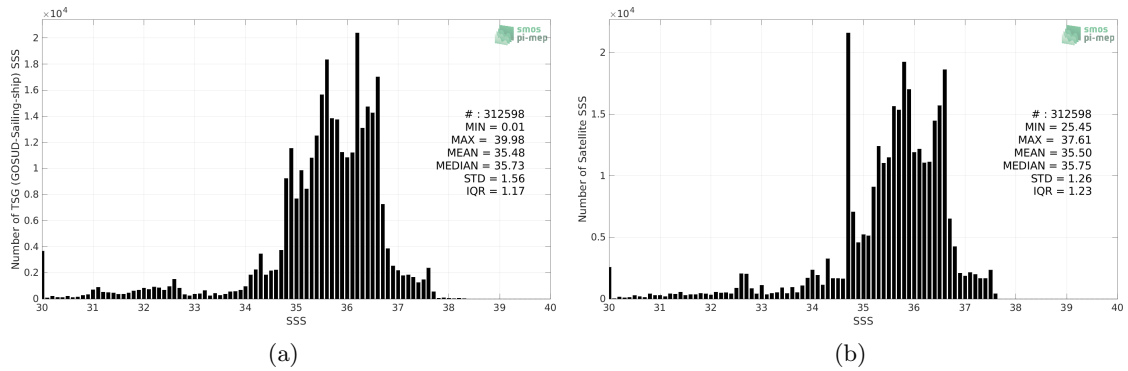 ×10⁴
smos
pi-mep
Number of TSG (GOSUD-Sailing-ship) SSS
2
1.8
1.6
1.4
1.2
1
0.8
0.6
0.4
0.2
0
# : 312598
MIN = 0.01
MAX = 39.98
MEAN = 35.48
MEDIAN = 35.73
STD = 1.56
IQR = 1.17
30 31 32 33 34 35 36 37 38 39 40
SSS
(a)
×10⁴
smos
pi-mep
Number of Satellite SSS
2
1.5
1
0.5
0
# : 312598
MIN = 25.45
MAX = 37.61
MEAN = 35.50
MEDIAN = 35.75
STD = 1.26
IQR = 1.23
30 31 32 33 34 35 36 37 38 39 40
SSS
(b)